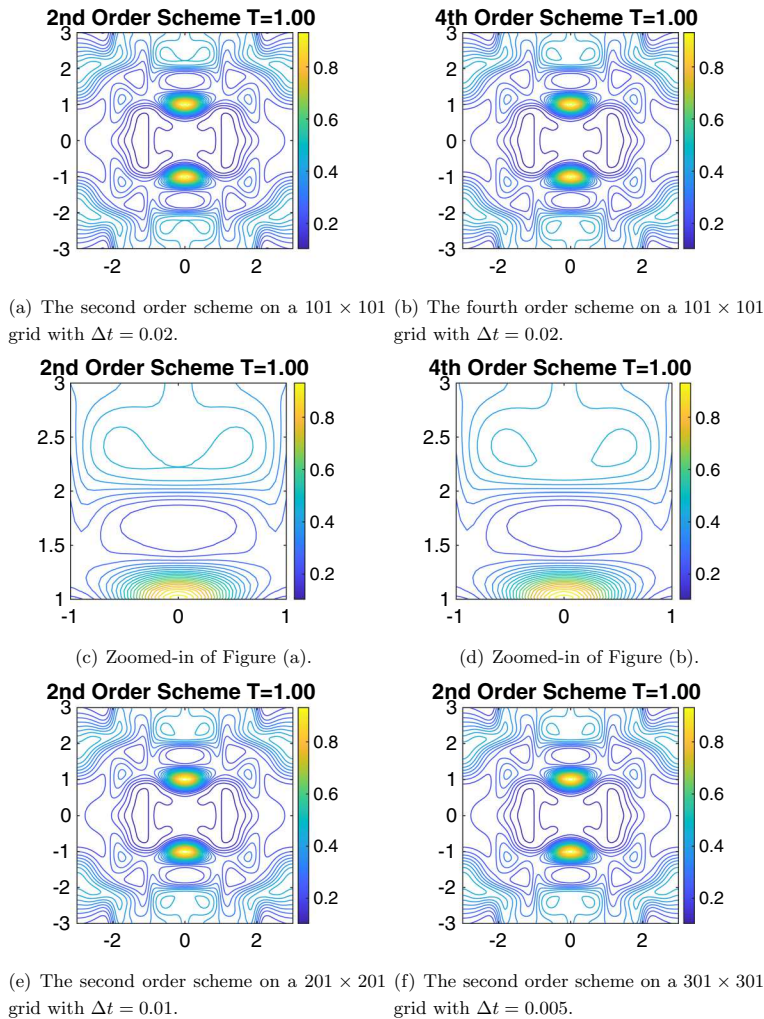 2nd Order Scheme T=1.00
3
2
1
0
-1
-2
-3
-2 0 2
0.8
0.6
0.4
0.2
4th Order Scheme T=1.00
3
2
1
0
-1
-2
-3
-2 0 2
0.8
0.6
0.4
0.2
(a) The second order scheme on a 101 × 101
grid with Δt = 0.02.
(b) The fourth order scheme on a 101 × 101
grid with Δt = 0.02.
2nd Order Scheme T=1.00
3
2.5
2
1.5
1
-1 0 1
0.8
0.6
0.4
0.2
4th Order Scheme T=1.00
3
2.5
2
1.5
1
-1 0 1
0.8
0.6
0.4
0.2
(c) Zoomed-in of Figure (a).
(d) Zoomed-in of Figure (b).
2nd Order Scheme T=1.00
3
2
1
0
-1
-2
-3
-2 0 2
0.8
0.6
0.4
0.2
2nd Order Scheme T=1.00
3
2
1
0
-1
-2
-3
-2 0 2
0.8
0.6
0.4
0.2
(e) The second order scheme on a 201 × 201
grid with Δt = 0.01.
(f) The second order scheme on a 301 × 301
grid with Δt = 0.005.